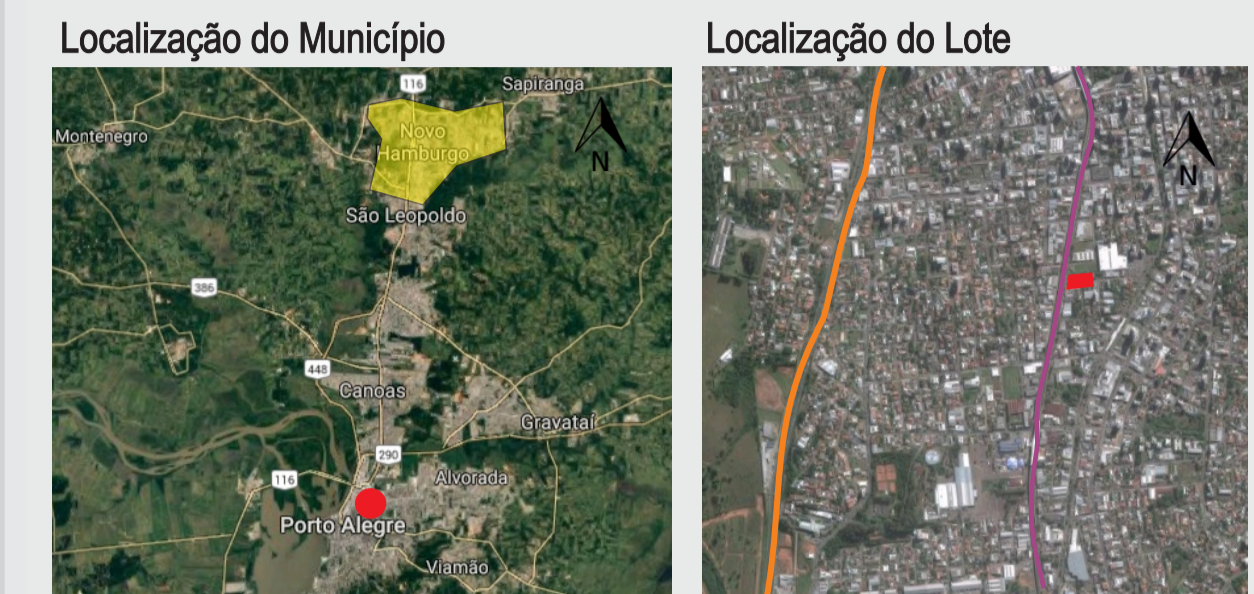 Localização do Município
Localização do Lote
116
Sapiranga
Montenegro
Novo
Hamburgo
N
N
São Leopoldo
386
448
Canoas
Gravataí
290
116
Alvorada
Porto Alegre
Viamão